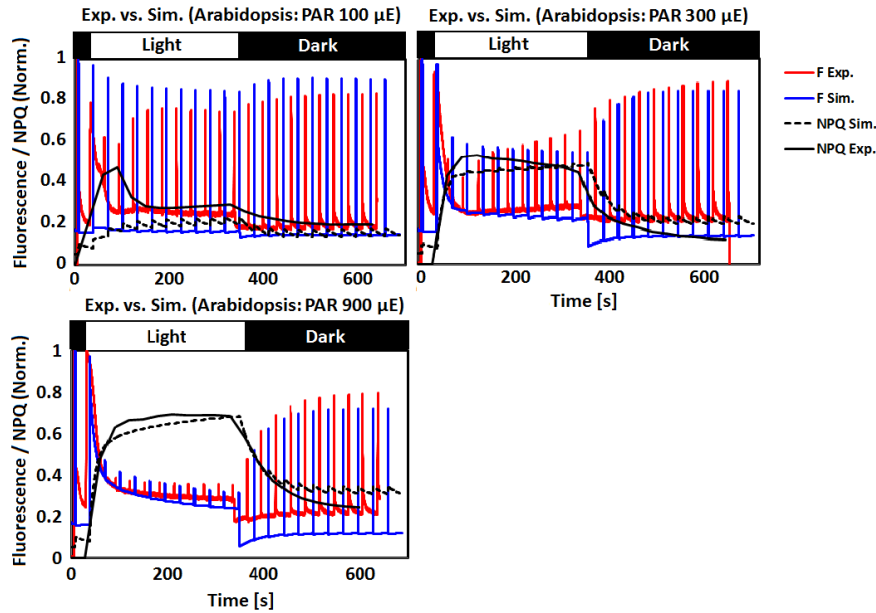 Exp. vs. Sim. (Arabidopsis: PAR 100 µE)
Exp. vs. Sim. (Arabidopsis: PAR 300 µE)
Light
Dark
Light
Dark
Fluorescence / NPQ (Norm.)
1
0.8
0.6
0.4
0.2
0
0
200
400
600
1
0.8
0.6
0.4
0.2
0
0
200
400
600
Time [s]
F Exp.
F Sim.
NPQ Sim.
NPQ Exp.
Exp. vs. Sim. (Arabidopsis: PAR 900 µE)
Light
Dark
Fluorescence / NPQ (Norm.)
1
0.8
0.6
0.4
0.2
0
0
200
400
600
Time [s]